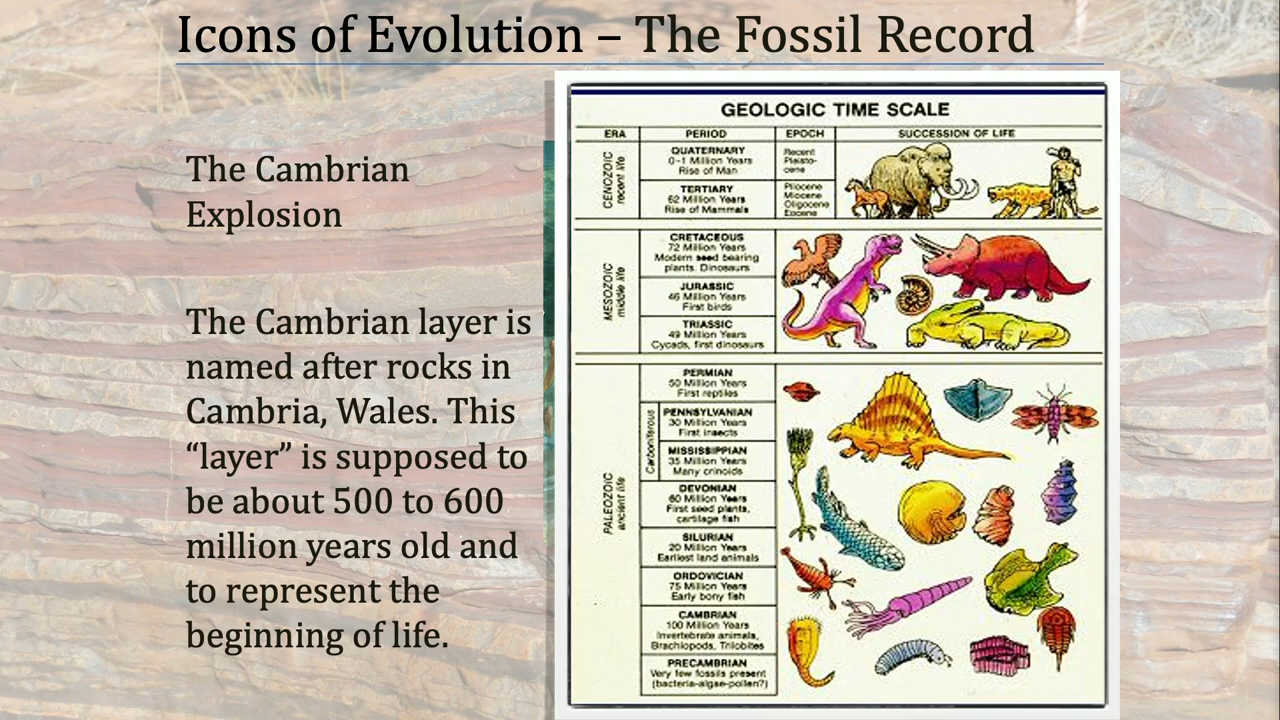 Icons of Evolution – The Fossil Record
The Cambrian
Explosion
The Cambrian layer is
named after rocks in
Cambria, Wales. This
“layer” is supposed to
be about 500 to 600
million years old and
to represent the
beginning of life.
GEOLOGIC TIME SCALE
ERA PERIOD EPOCH SUCCESSION OF LIFE
CENOZOIC
recent life
QUATERNARY
0-1 Million Years
Rise of Man
Recent
Pleisto-
cene
TERTIARY
62 Million Years
Rise of Mammals
Pliocene
Miocene
Oligocene
Eocene
MESOZOIC
middle life
CRETACEOUS
72 Million Years
Modern seed bearing
plants. Dinosaurs
JURASSIC
46 Million Years
First birds
TRIASSIC
49 Million Years
Cycads, first dinosaurs
PALEOZOIC
ancient life
PERMIAN
50 Million Years
First reptiles
Carboniferous
PENNSYLVANIAN
30 Million Years
First insects
MISSISSIPPIAN
35 Million Years
Many crinoids
DEVONIAN
60 Million Years
First seed plants,
cartilage fish
SILURIAN
20 Million Years
Earliest land animals
ORDOVICIAN
75 Million Years
Early bony fish
CAMBRIAN
100 Million Years
Invertebrate animals,
Brachiopods, Trilobites
PRECAMBRIAN
Very few fossils present
(bacteria-algae-pollen?)